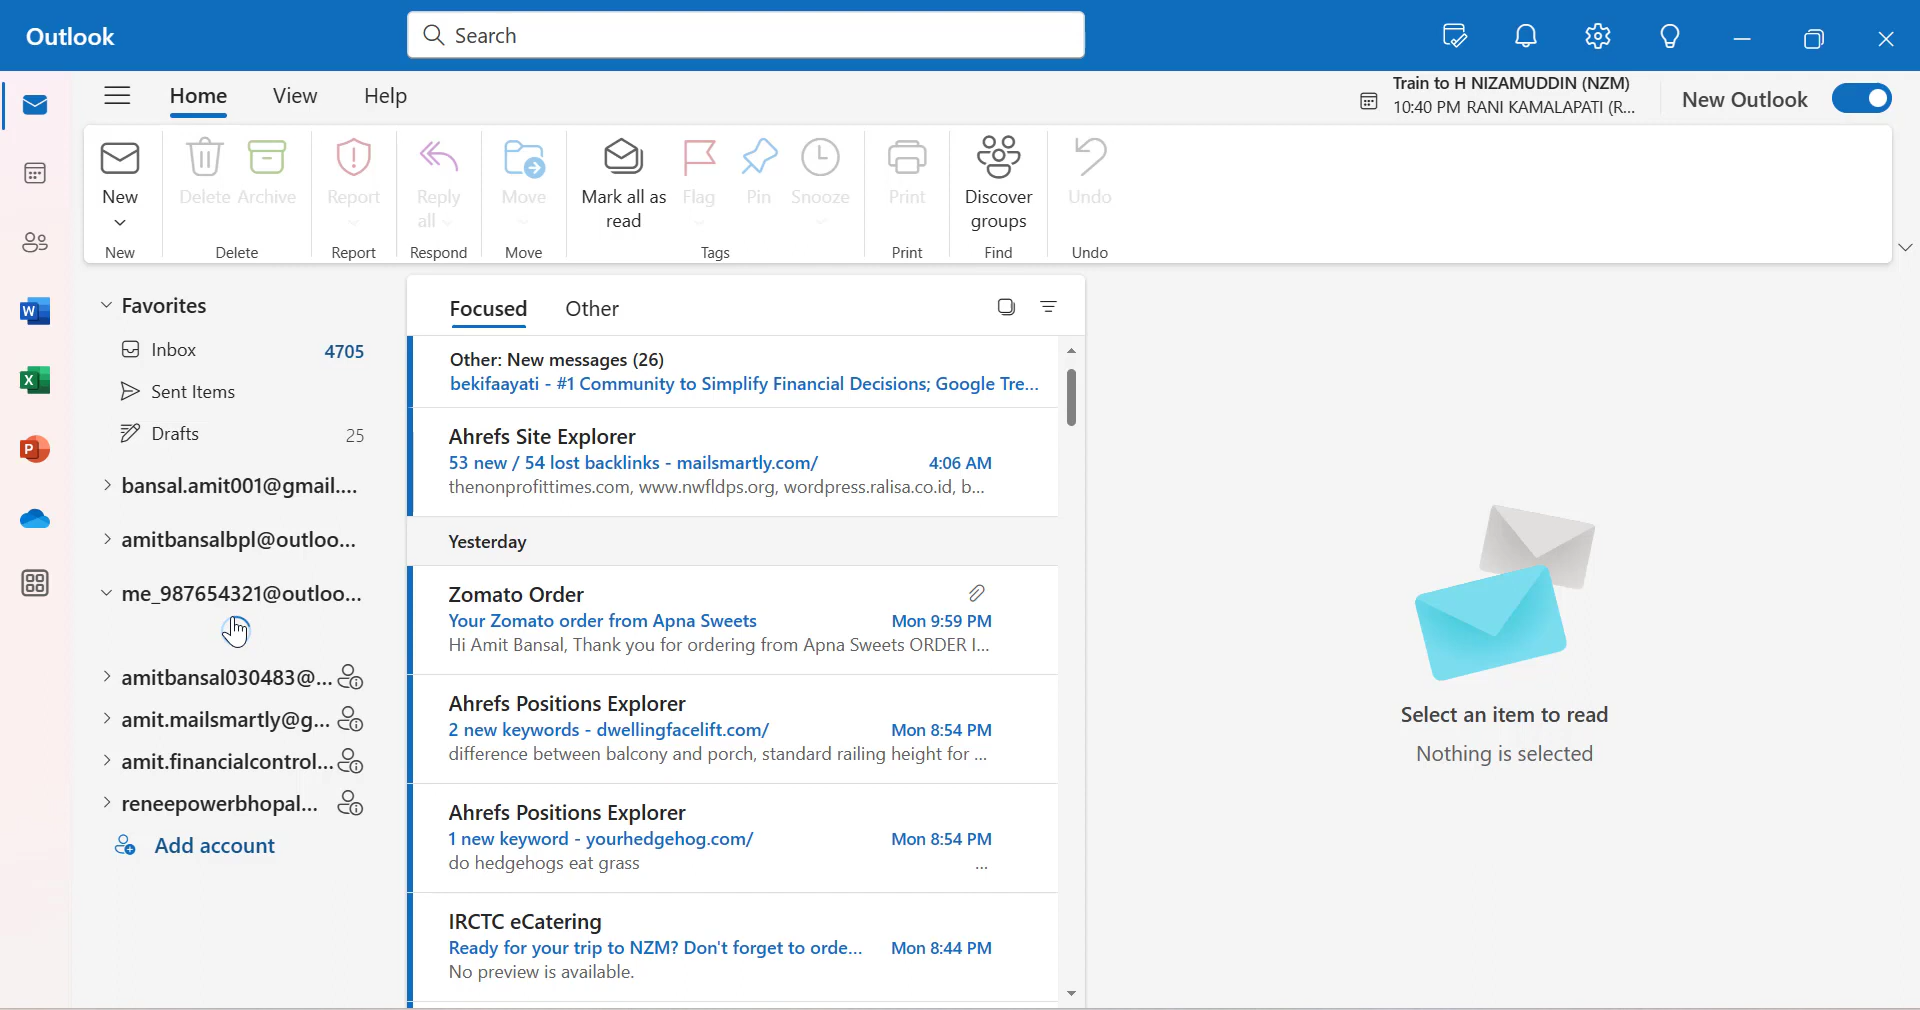 Outlook
Search
Home
View
Help
Train to H NIZAMUDDIN (NZM)
10:40 PM RANI KAMALAPATI (R...
New Outlook
New
Delete
Archive
Report
Reply
all
Move
Mark all as
read
Flag
Pin
Snooze
Print
Discover
groups
Undo
New
Delete
Report
Respond
Move
Tags
Print
Find
Undo
Favorites
Inbox 4705
Sent Items
Drafts 25
bansal.amit001@gmail....
amitbansalbpl@outloo...
me_987654321@outloo...
amitbansal030483@...
amit.mailsmartly@g...
amit.financialcontrol...
reneepowerbhopal...
Add account
Focused
Other
Other: New messages (26)
bekifaayati - #1 Community to Simplify Financial Decisions; Google Tre...
Ahrefs Site Explorer
53 new / 54 lost backlinks - mailsmartly.com/ 4:06 AM
thenonprofittimes.com, www.nwfldps.org, wordpress.ralisa.co.id, b...
Yesterday
Zomato Order
Your Zomato order from Apna Sweets Mon 9:59 PM
Hi Amit Bansal, Thank you for ordering from Apna Sweets ORDER I...
Ahrefs Positions Explorer
2 new keywords - dwellingfacelift.com/ Mon 8:54 PM
difference between balcony and porch, standard railing height for ...
Ahrefs Positions Explorer
1 new keyword - yourhedgehog.com/ Mon 8:54 PM
do hedgehogs eat grass ...
IRCTC eCatering
Ready for your trip to NZM? Don't forget to orde... Mon 8:44 PM
No preview is available.
Select an item to read
Nothing is selected